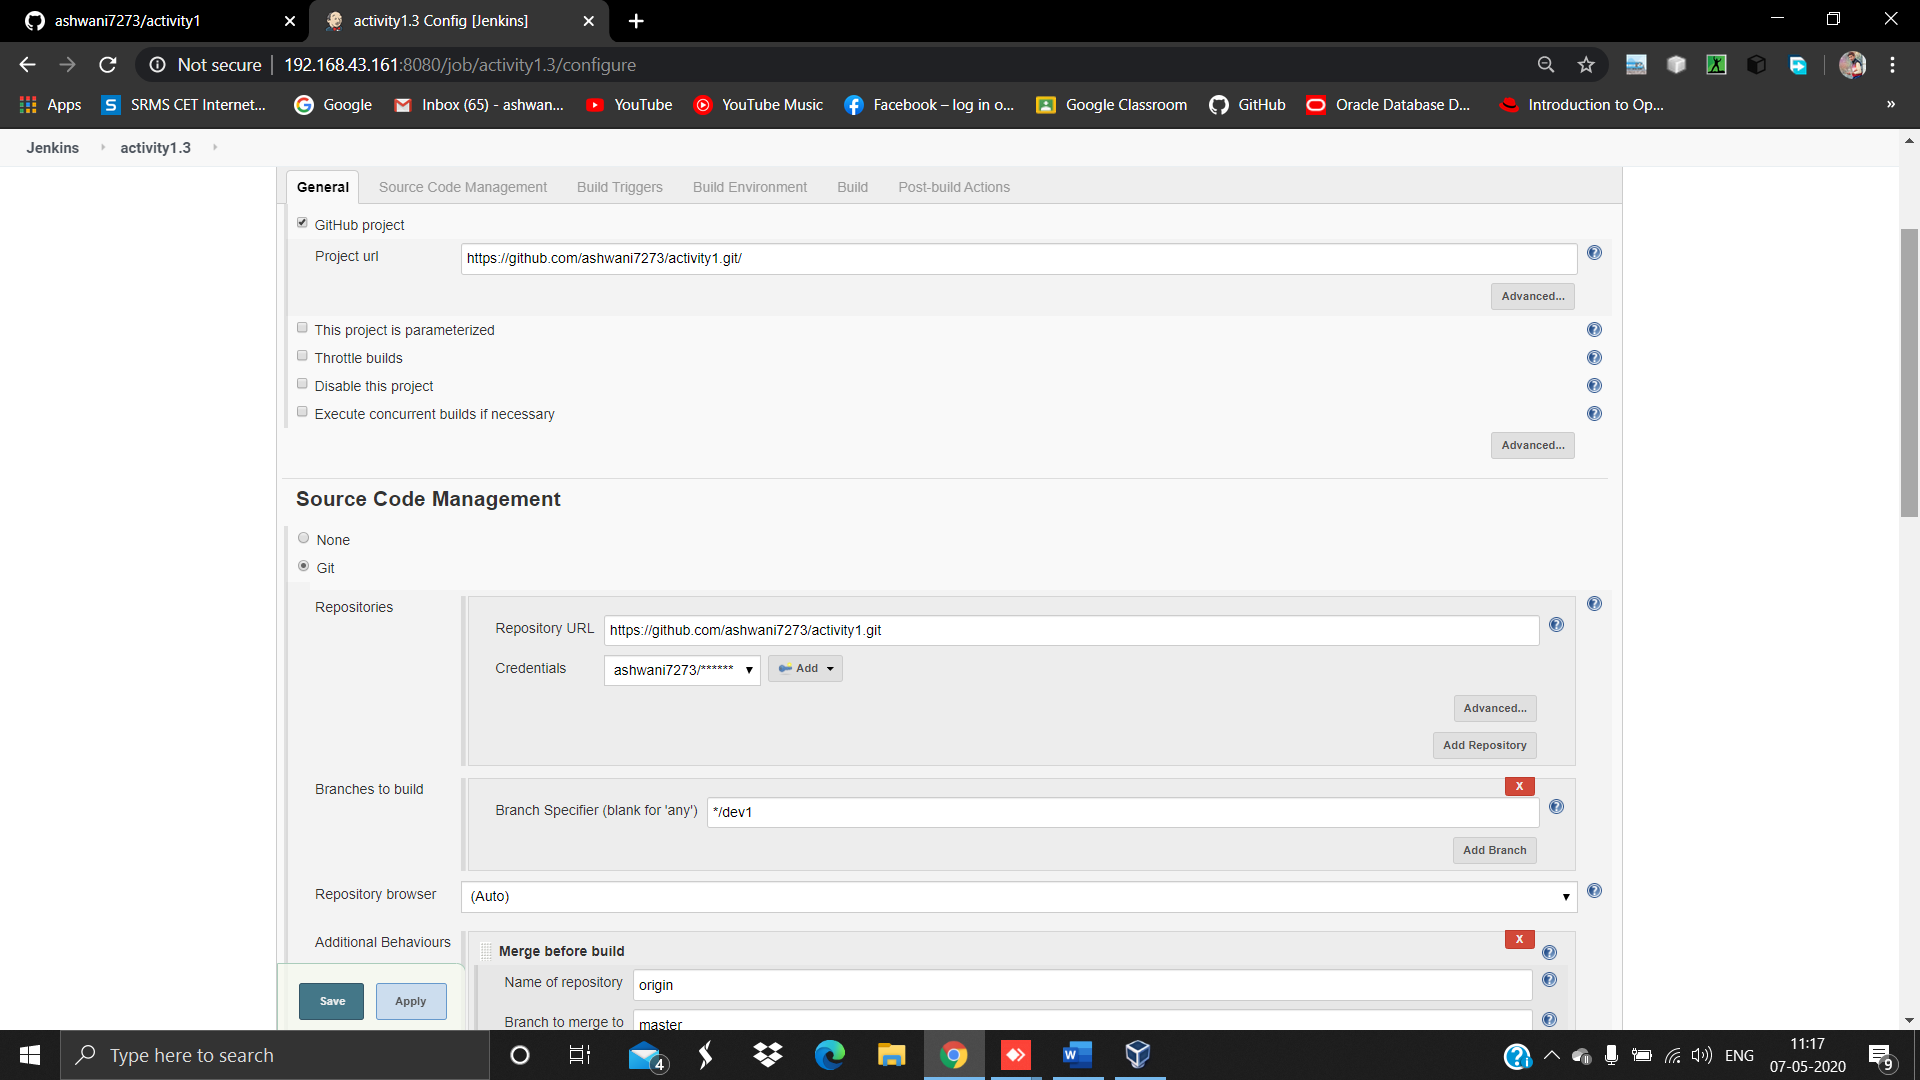 ashwani7273/activity1
activity1.3 Config [Jenkins]
Not secure
192.168.43.161:8080/job/activity1.3/configure
Apps
SRMS CET Internet...
Google
Inbox (65) - ashwan...
YouTube
YouTube Music
Facebook – log in o...
Google Classroom
GitHub
Oracle Database D...
Introduction to Op...
»
Jenkins
activity1.3
General
Source Code Management
Build Triggers
Build Environment
Build
Post-build Actions
GitHub project
Project url
https://github.com/ashwani7273/activity1.git/
Advanced...
This project is parameterized
Throttle builds
Disable this project
Execute concurrent builds if necessary
Advanced...
Source Code Management
None
Git
Repositories
Repository URL
https://github.com/ashwani7273/activity1.git
Credentials
ashwani7273/******
Add
Advanced...
Add Repository
Branches to build
X
Branch Specifier (blank for 'any')
*/dev1
Add Branch
Repository browser
(Auto)
Additional Behaviours
X
Merge before build
Name of repository
origin
Branch to merge to
master
Save
Apply
Type here to search
4
ENG
11:17
07-05-2020
9